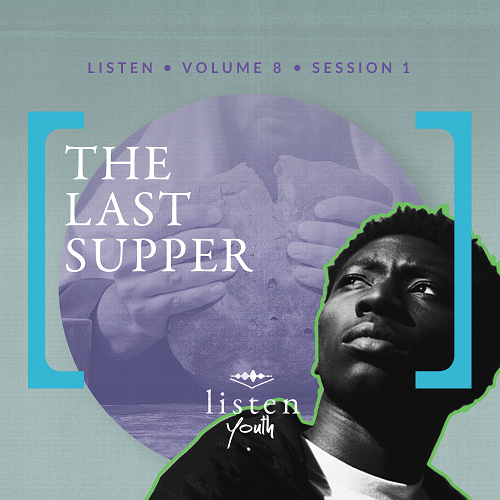 LISTEN • VOLUME 8 • SESSION 1
THE
LAST
SUPPER
listen
youth